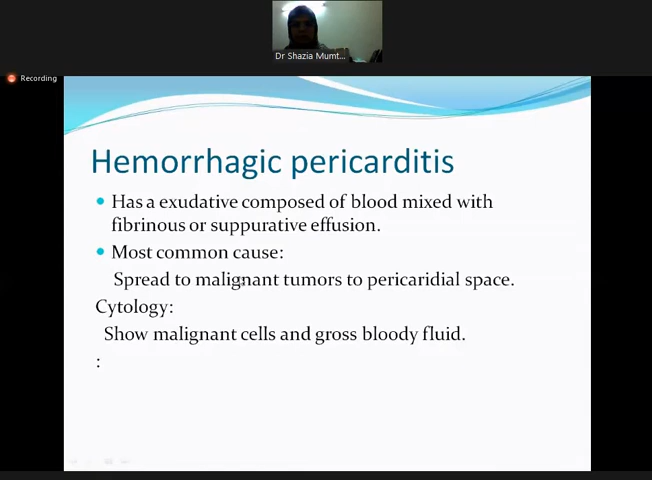 Dr Shazia Mumt...
Recording
Hemorrhagic pericarditis
Has a exudative composed of blood mixed with
fibrinous or suppurative effusion.
Most common cause:
Spread to malignant tumors to pericaridial space.
Cytology:
Show malignant cells and gross bloody fluid.
: